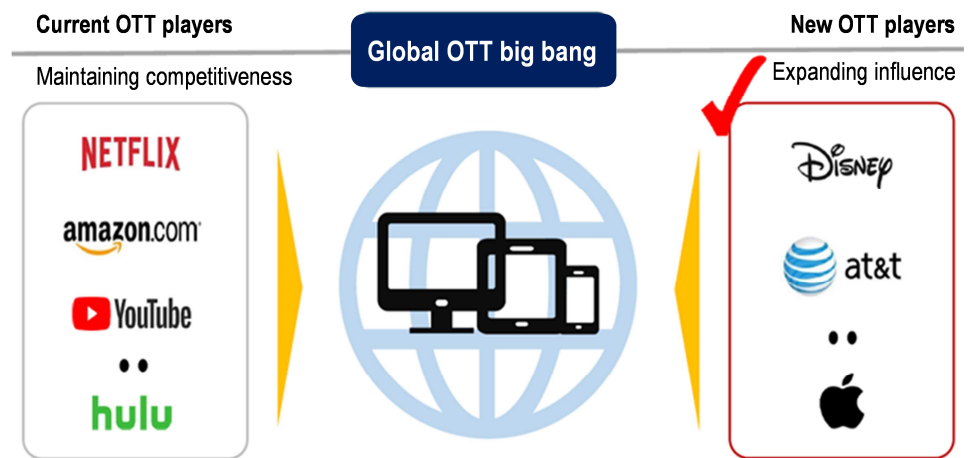 Current OTT players
Global OTT big bang
New OTT players
Maintaining competitiveness
Expanding influence
NETFLIX
amazon.com
YouTube
hulu
Disney
at&t